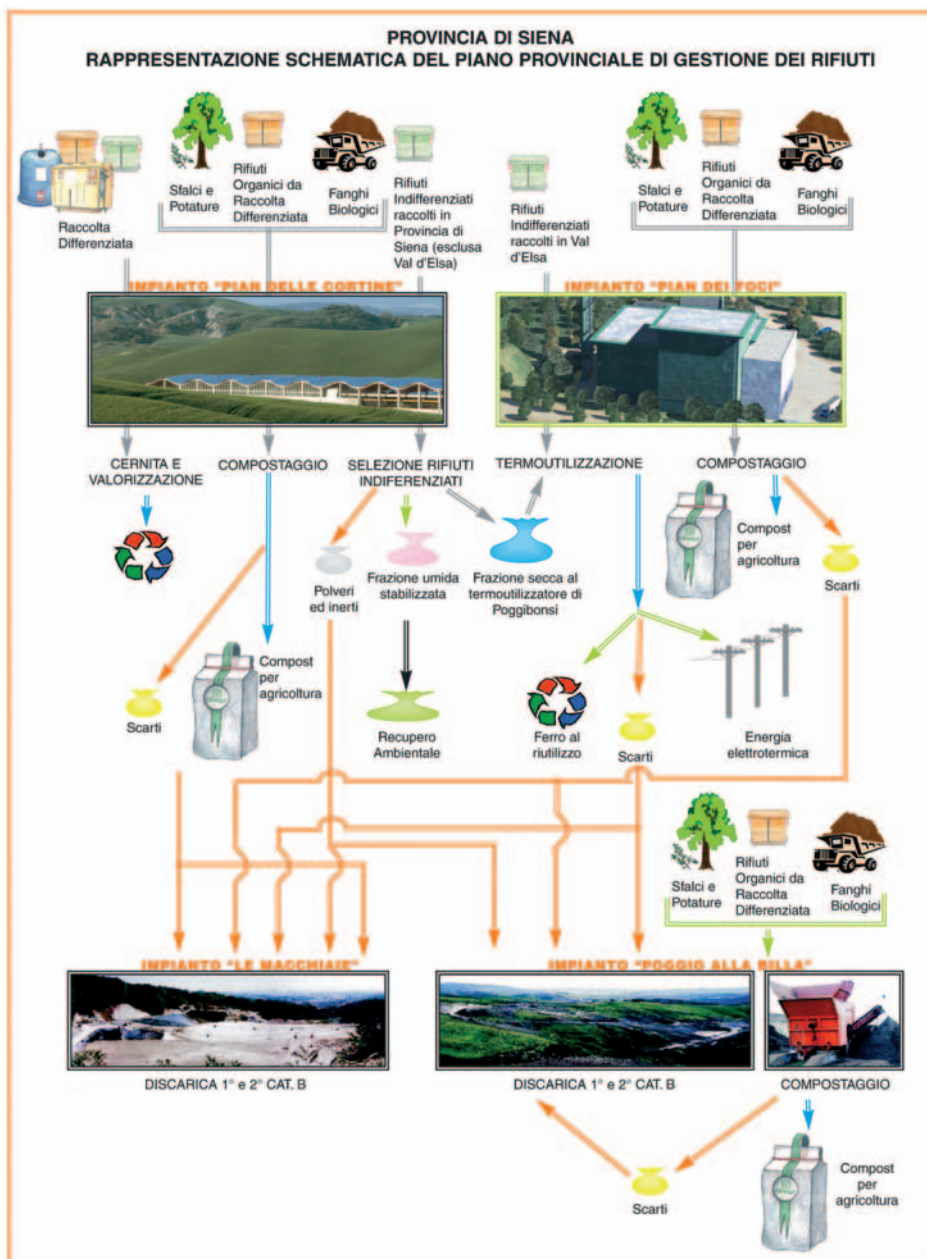 PROVINCIA DI SIENA
RAPPRESENTAZIONE SCHEMATICA DEL PIANO PROVINCIALE DI GESTIONE DEI RIFIUTI
Raccolta
Differenziata
Sfalci e
Potature
Rifiuti
Organici da
Raccolta
Differenziata
Fanghi
Biologici
Rifiuti
Indifferenziati
raccolti in
Provincia di
Siena (esclusa
Val d'Elsa)
Rifiuti
Indifferenziati
raccolti in Val
d'Elsa
Sfalci e
Potature
Rifiuti
Organici da
Raccolta
Differenziata
Fanghi
Biologici
IMPIANTO "PIAN DELLE CORTINE"
IMPIANTO "PIAN DEI FOCI"
CERNITA E
VALORIZZAZIONE
COMPOSTAGGIO
SELEZIONE RIFIUTI
INDIFERENZIATI
TERMOUTILIZZAZIONE
COMPOSTAGGIO
Polveri
ed inerti
Frazione umida
stabilizzata
Frazione secca al
termoutilizzatore di
Poggibonsi
Compost
per
agricoltura
Scarti
Scarti
Compost
per
agricoltura
Recupero
Ambientale
Ferro al
riutilizzo
Scarti
Energia
elettrotermica
Sfalci e
Potature
Rifiuti
Organici da
Raccolta
Differenziata
Fanghi
Biologici
IMPIANTO "LE MACCHIAIE"
IMPIANTO "POGGIO ALLA BILLA"
DISCARICA 1° e 2° CAT. B
DISCARICA 1° e 2° CAT. B
COMPOSTAGGIO
Scarti
Compost
per
agricoltura